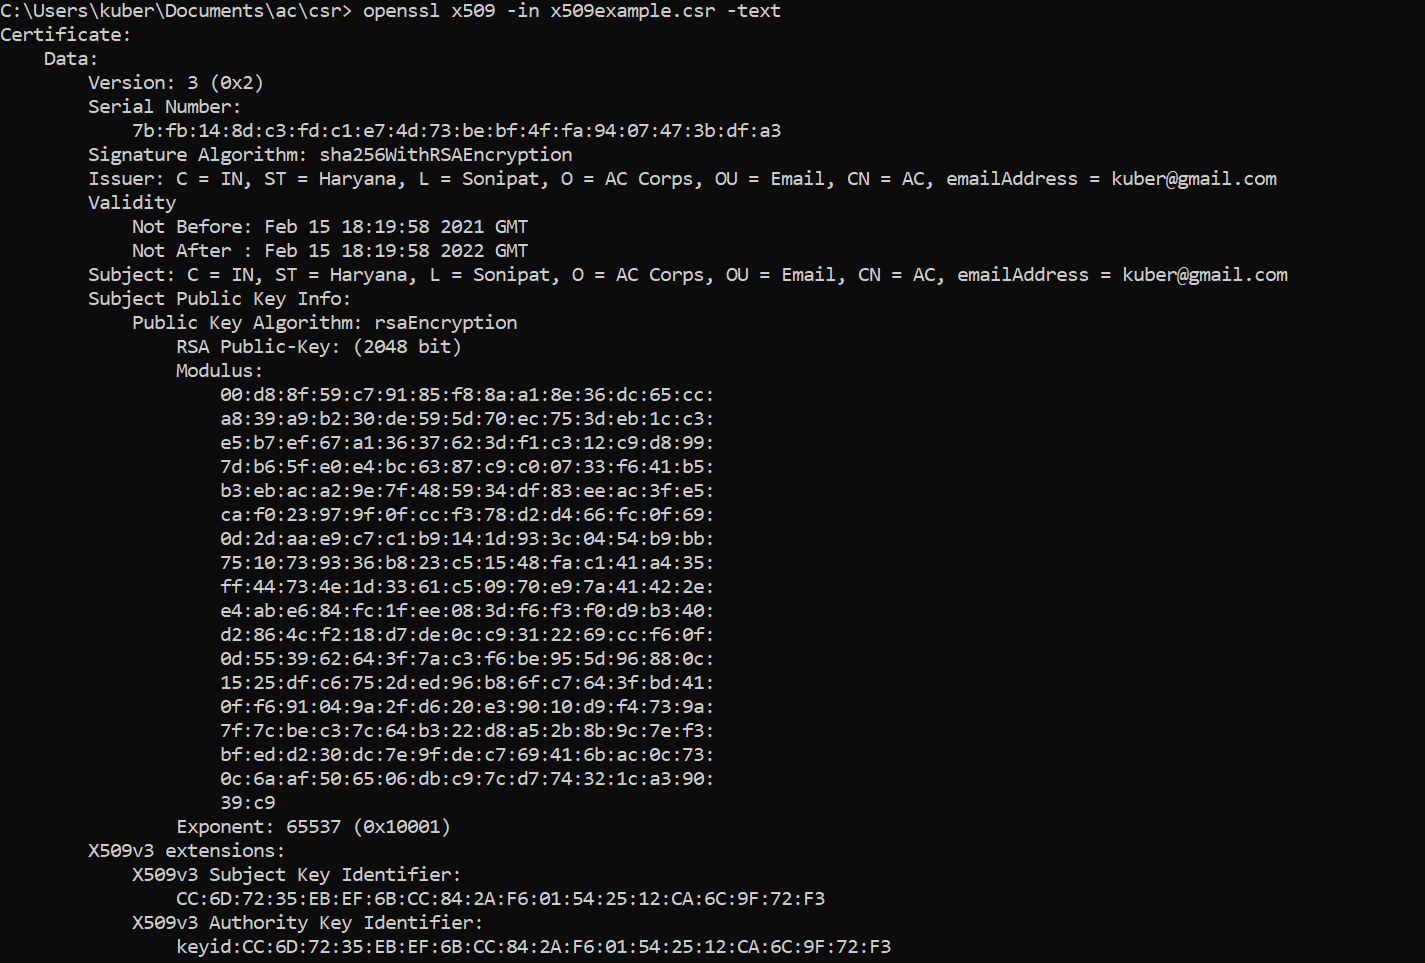 C:\Users\kuber\Documents\ac\csr> openssl x509 -in x509example.csr -text
Certificate:
    Data:
        Version: 3 (0x2)
        Serial Number:
            7b:fb:14:8d:c3:fd:c1:e7:4d:73:be:bf:4f:fa:94:07:47:3b:df:a3
        Signature Algorithm: sha256WithRSAEncryption
        Issuer: C = IN, ST = Haryana, L = Sonipat, O = AC Corps, OU = Email, CN = AC, emailAddress = kuber@gmail.com
        Validity
            Not Before: Feb 15 18:19:58 2021 GMT
            Not After : Feb 15 18:19:58 2022 GMT
        Subject: C = IN, ST = Haryana, L = Sonipat, O = AC Corps, OU = Email, CN = AC, emailAddress = kuber@gmail.com
        Subject Public Key Info:
            Public Key Algorithm: rsaEncryption
                RSA Public-Key: (2048 bit)
                Modulus:
                    00:d8:8f:59:c7:91:85:f8:8a:a1:8e:36:dc:65:cc:
                    a8:39:a9:b2:30:de:59:5d:70:ec:75:3d:eb:1c:c3:
                    e5:b7:ef:67:a1:36:37:62:3d:f1:c3:12:c9:d8:99:
                    7d:b6:5f:e0:e4:bc:63:87:c9:c0:07:33:f6:41:b5:
                    b3:eb:ac:a2:9e:7f:48:59:34:df:83:ee:ac:3f:e5:
                    ca:f0:23:97:9f:0f:cc:f3:78:d2:d4:66:fc:0f:69:
                    0d:2d:aa:e9:c7:c1:b9:14:1d:93:3c:04:54:b9:bb:
                    75:10:73:93:36:b8:23:c5:15:48:fa:c1:41:a4:35:
                    ff:44:73:4e:1d:33:61:c5:09:70:e9:7a:41:42:2e:
                    e4:ab:e6:84:fc:1f:ee:08:3d:f6:f3:f0:d9:b3:40:
                    d2:86:4c:f2:18:d7:de:0c:c9:31:22:69:cc:f6:0f:
                    0d:55:39:62:64:3f:7a:c3:f6:be:95:5d:96:88:0c:
                    15:25:df:c6:75:2d:ed:96:b8:6f:c7:64:3f:bd:41:
                    0f:f6:91:04:9a:2f:d6:20:e3:90:10:d9:f4:73:9a:
                    7f:7c:be:c3:7c:64:b3:22:d8:a5:2b:8b:9c:7e:f3:
                    bf:ed:d2:30:dc:7e:9f:de:c7:69:41:6b:ac:0c:73:
                    0c:6a:af:50:65:06:db:c9:7c:d7:74:32:1c:a3:90:
                    39:c9
                Exponent: 65537 (0x10001)
        X509v3 extensions:
            X509v3 Subject Key Identifier:
                CC:6D:72:35:EB:EF:6B:CC:84:2A:F6:01:54:25:12:CA:6C:9F:72:F3
            X509v3 Authority Key Identifier:
                keyid:CC:6D:72:35:EB:EF:6B:CC:84:2A:F6:01:54:25:12:CA:6C:9F:72:F3